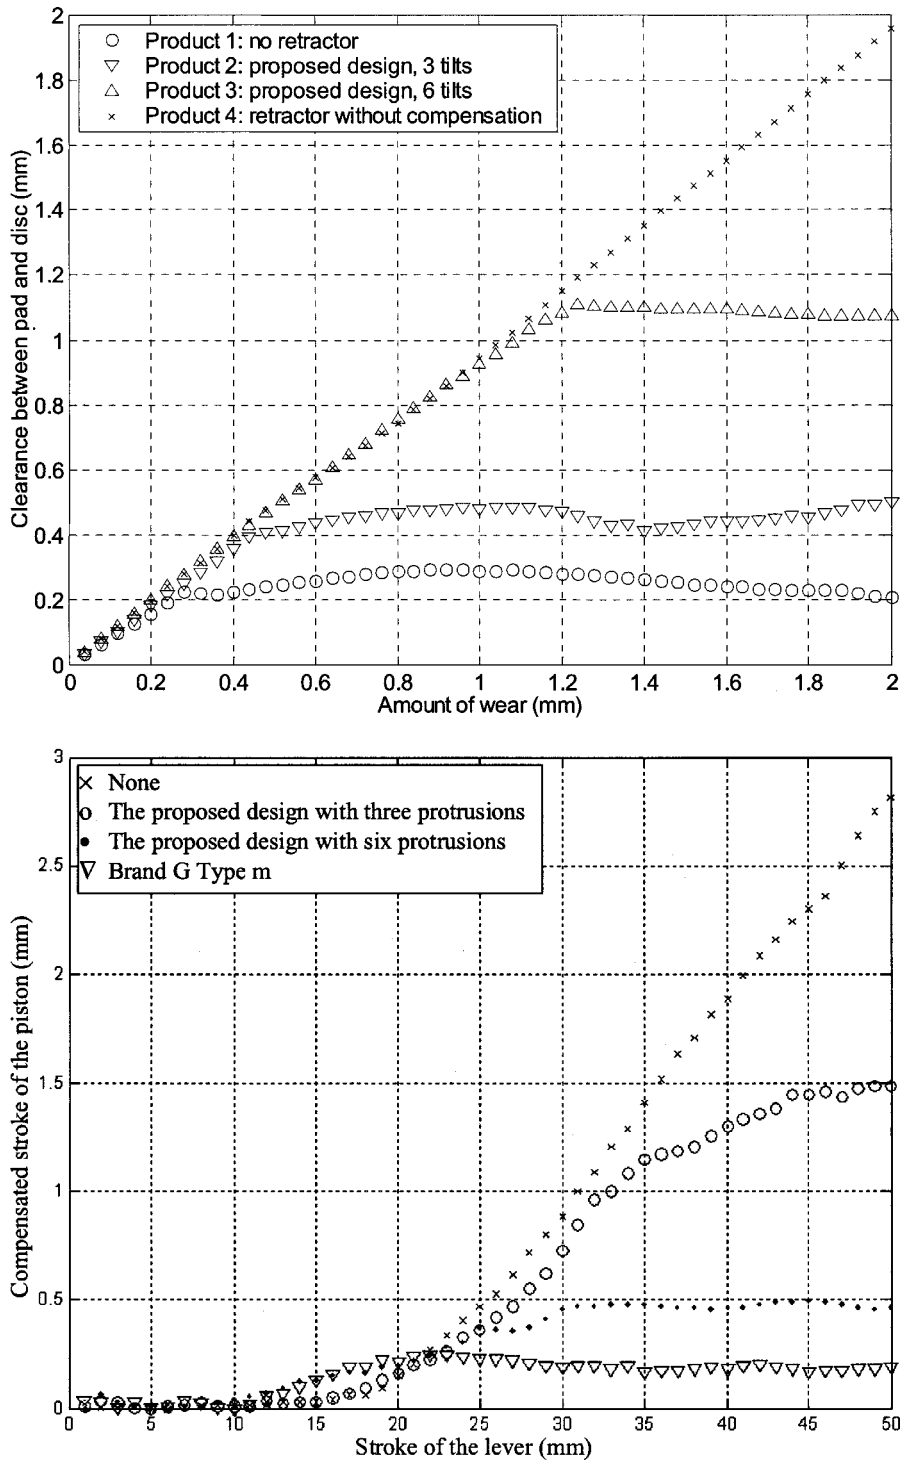 2
1.8
1.6
1.4
1.2
1
0.8
0.6
0.4
0.2
0
Clearance between pad and disc (mm)
Product 1: no retractor
Product 2: proposed design, 3 tilts
Product 3: proposed design, 6 tilts
Product 4: retractor without compensation
0 0.2 0.4 0.6 0.8 1 1.2 1.4 1.6 1.8 2
Amount of wear (mm)
3
2.5
2
1.5
1
0.5
0
Compensated stroke of the piston (mm)
None
The proposed design with three protrusions
The proposed design with six protrusions
Brand G Type m
0 5 10 15 20 25 30 35 40 45 50
Stroke of the lever (mm)